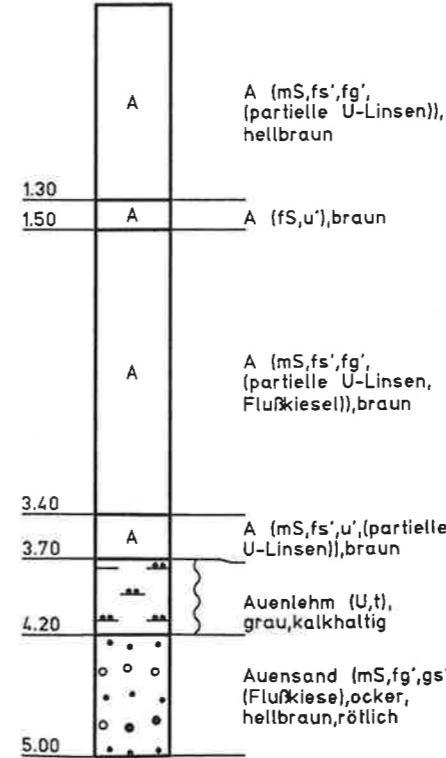 A
A (mS,fs',fg',
(partielle U-Linsen)),
hellbraun
1.30
1.50
A
A (fS,u'),braun
A
A (mS,fs',fg',
(partielle U-Linsen,
Flußkiesel)),braun
3.40
3.70
A
A (mS,fs',u',(partielle
U-Linsen)),braun
4.20
Auenlehm (U,t),
grau,kalkhaltig
Auensand (mS,fg',gs'
(Flußkiese),ocker,
hellbraun,rötlich
5.00